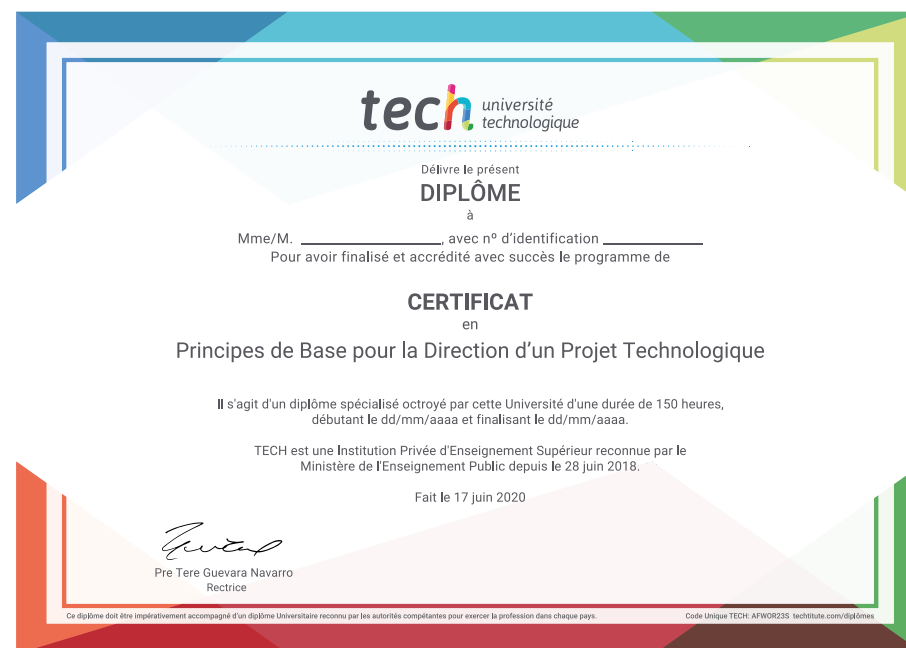 tech université
technologique
Délivre le présent
DIPLÔME
à
Mme/M. ____________________, avec nº d'identification ______________
Pour avoir finalisé et accrédité avec succès le programme de
CERTIFICAT
en
Principes de Base pour la Direction d'un Projet Technologique
Il s'agit d'un diplôme spécialisé octroyé par cette Université d'une durée de 150 heures,
débutant le dd/mm/aaaa et finalisant le dd/mm/aaaa.
TECH est une Institution Privée d'Enseignement Supérieur reconnue par le
Ministère de l'Enseignement Public depuis le 28 juin 2018.
Fait le 17 juin 2020
Pre Tere Guevara Navarro
Rectrice
Ce diplôme doit être impérativement accompagné d'un diplôme Universitaire reconnu par les autorités compétentes pour exercer la profession dans chaque pays.
Code Unique TECH: AFWOR23S techtitute.com/diplômes